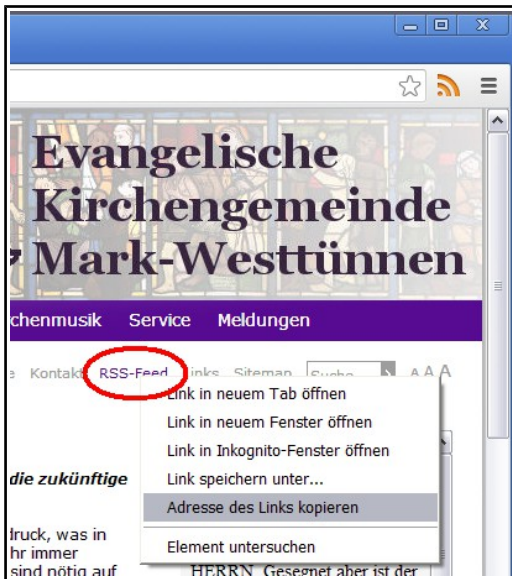 Evangelische
Kirchengemeinde
Mark-Westtünnen
chenmusik Service Meldungen
e Kontakt RSS-Feed Links Sitemap Suche A A A
Link in neuem Tab öffnen
Link in neuem Fenster öffnen
Link in Inkognito-Fenster öffnen
Link speichern unter...
Adresse des Links kopieren
Element untersuchen
die zukünftige
druck, was in
hr immer
sind nötig auf
HERRN. Gesegnet aber ist der